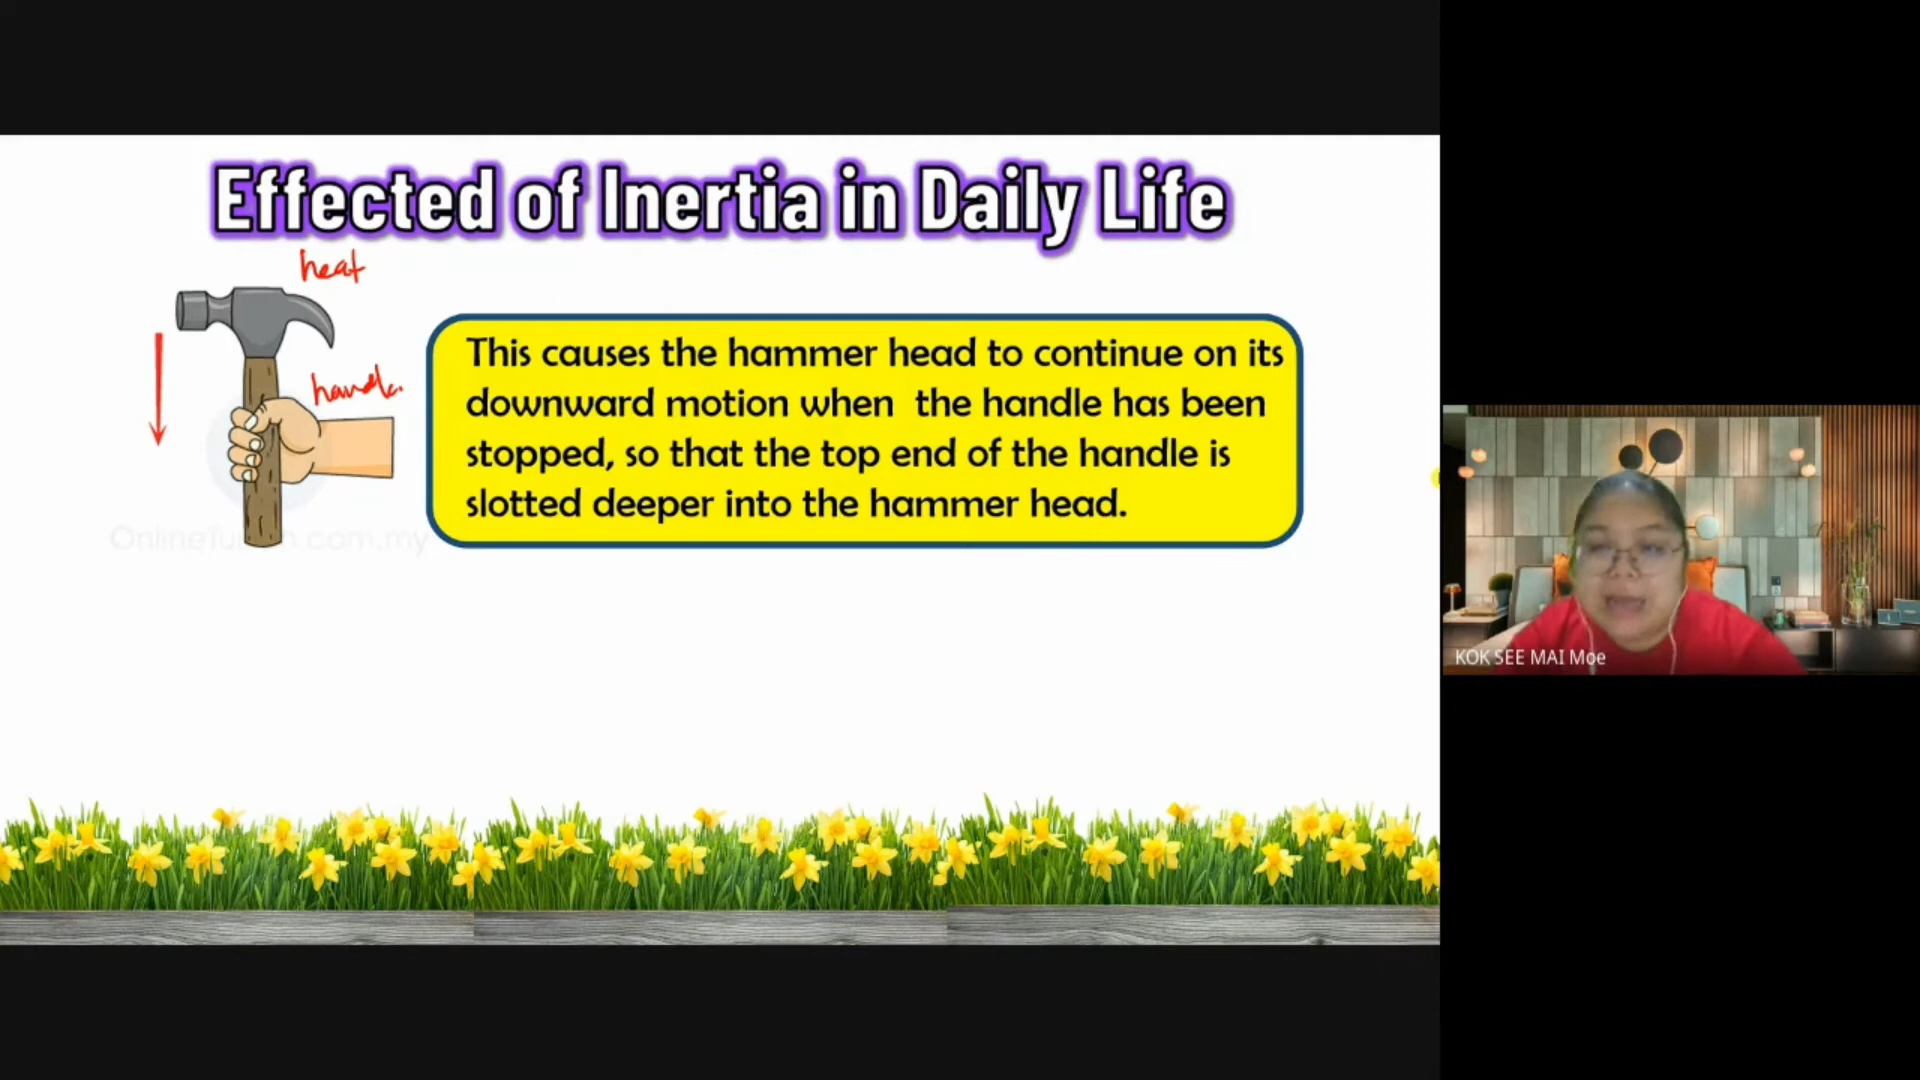 Effected of Inertia in Daily Life
heat
handle
This causes the hammer head to continue on its
downward motion when the handle has been
stopped, so that the top end of the handle is
slotted deeper into the hammer head.
KOK SEE MAI Moe